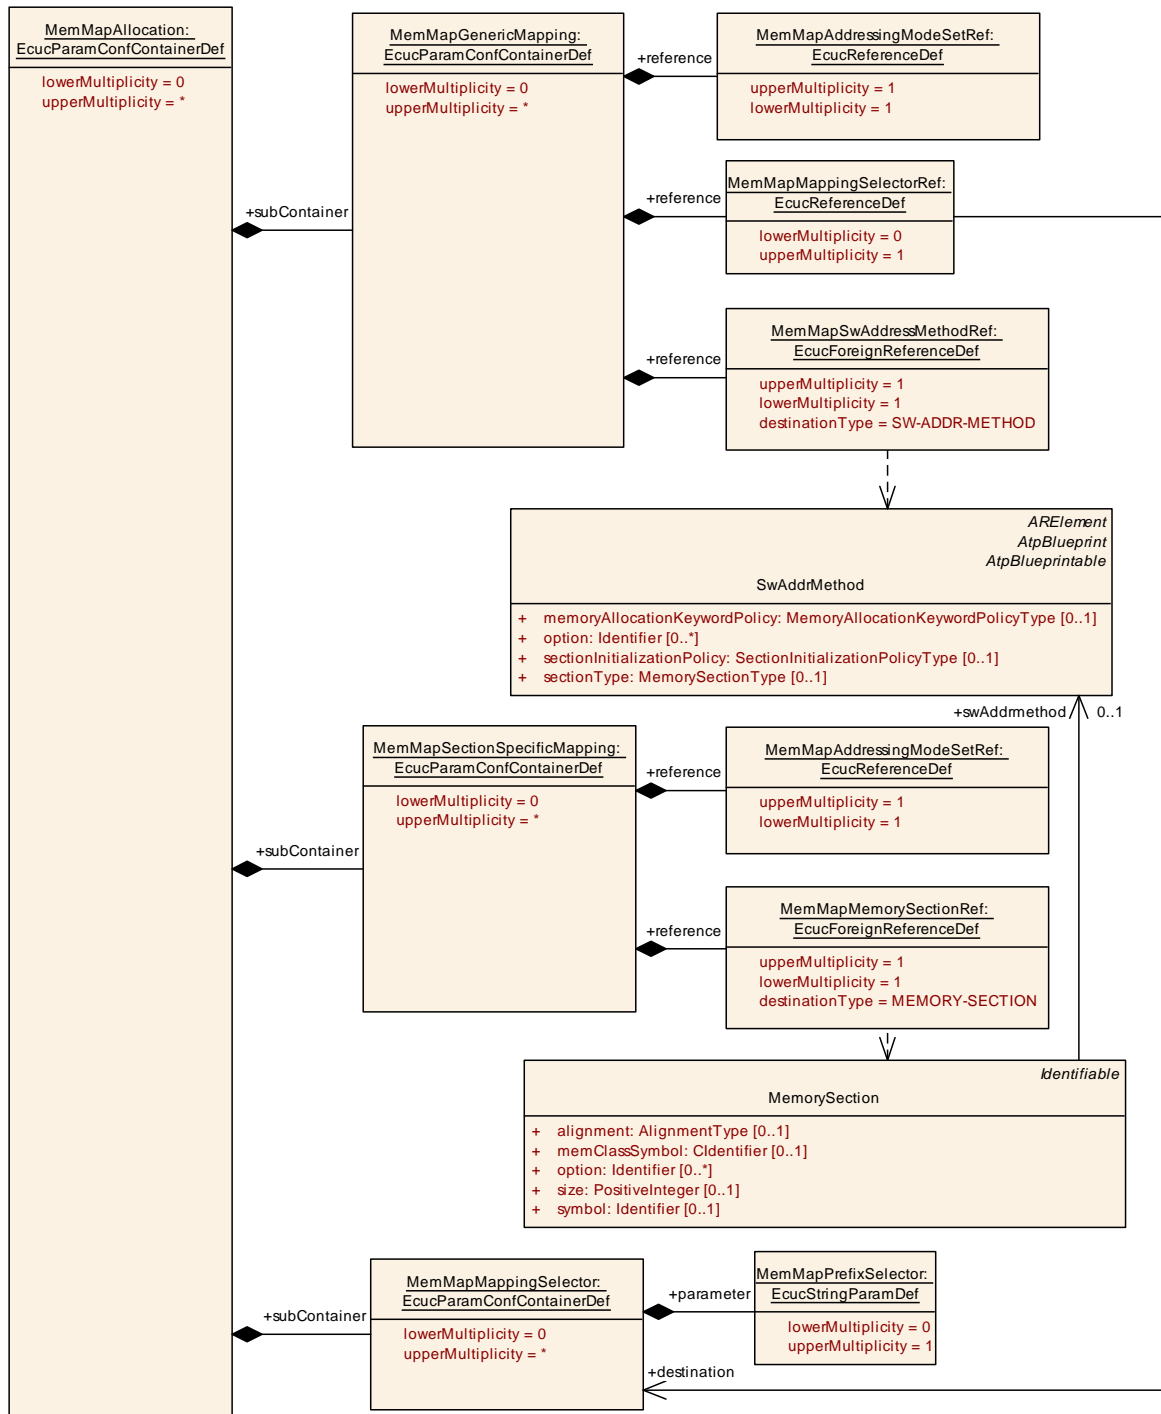 MemMapAllocation:
EcucParamConfContainerDef
lowerMultiplicity = 0
upperMultiplicity = *
+subContainer
MemMapGenericMapping:
EcucParamConfContainerDef
lowerMultiplicity = 0
upperMultiplicity = *
+reference
MemMapAddressingModeSetRef:
EcucReferenceDef
upperMultiplicity = 1
lowerMultiplicity = 1
+reference
MemMapMappingSelectorRef:
EcucReferenceDef
lowerMultiplicity = 0
upperMultiplicity = 1
+reference
MemMapSwAddressMethodRef:
EcucForeignReferenceDef
upperMultiplicity = 1
lowerMultiplicity = 1
destinationType = SW-ADDR-METHOD
ARElement
AtpBlueprint
AtpBlueprintable
SwAddrMethod
+ memoryAllocationKeywordPolicy: MemoryAllocationKeywordPolicyType [0..1]
+ option: Identifier [0..*]
+ sectionInitializationPolicy: SectionInitializationPolicyType [0..1]
+ sectionType: MemorySectionType [0..1]
+swAddrmethod 0..1
+subContainer
MemMapSectionSpecificMapping:
EcucParamConfContainerDef
lowerMultiplicity = 0
upperMultiplicity = *
+reference
MemMapAddressingModeSetRef:
EcucReferenceDef
upperMultiplicity = 1
lowerMultiplicity = 1
+reference
MemMapMemorySectionRef:
EcucForeignReferenceDef
upperMultiplicity = 1
lowerMultiplicity = 1
destinationType = MEMORY-SECTION
Identifiable
MemorySection
+ alignment: AlignmentType [0..1]
+ memClassSymbol: CIdentifier [0..1]
+ option: Identifier [0..*]
+ size: PositiveInteger [0..1]
+ symbol: Identifier [0..1]
+subContainer
MemMapMappingSelector:
EcucParamConfContainerDef
lowerMultiplicity = 0
upperMultiplicity = *
+parameter
MemMapPrefixSelector:
EcucStringParamDef
lowerMultiplicity = 0
upperMultiplicity = 1
+destination